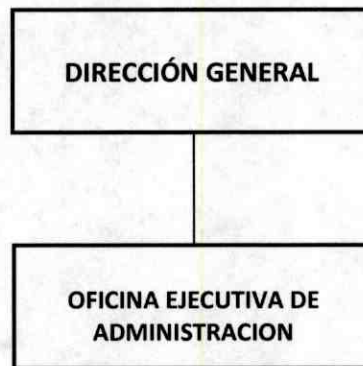 DIRECCIÓN GENERAL
OFICINA EJECUTIVA DE
ADMINISTRACION